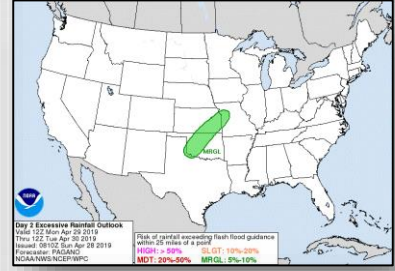 MRGL
NOAA
Day 2 Excessive Rainfall Outlook
Valid 12Z Mon Apr 29 2019
Thru 12Z Tue Apr 30 2019
Issued: 0810Z Sun Apr 28 2019
Forecaster: PAGANO
NOAA/NWS/NCEP/WPC
Risk of rainfall exceeding flash flood guidance
within 25 miles of a point
HIGH: > 50%
SLGT: 10%-20%
MDT: 20%-50%
MRGL: 5%-10%